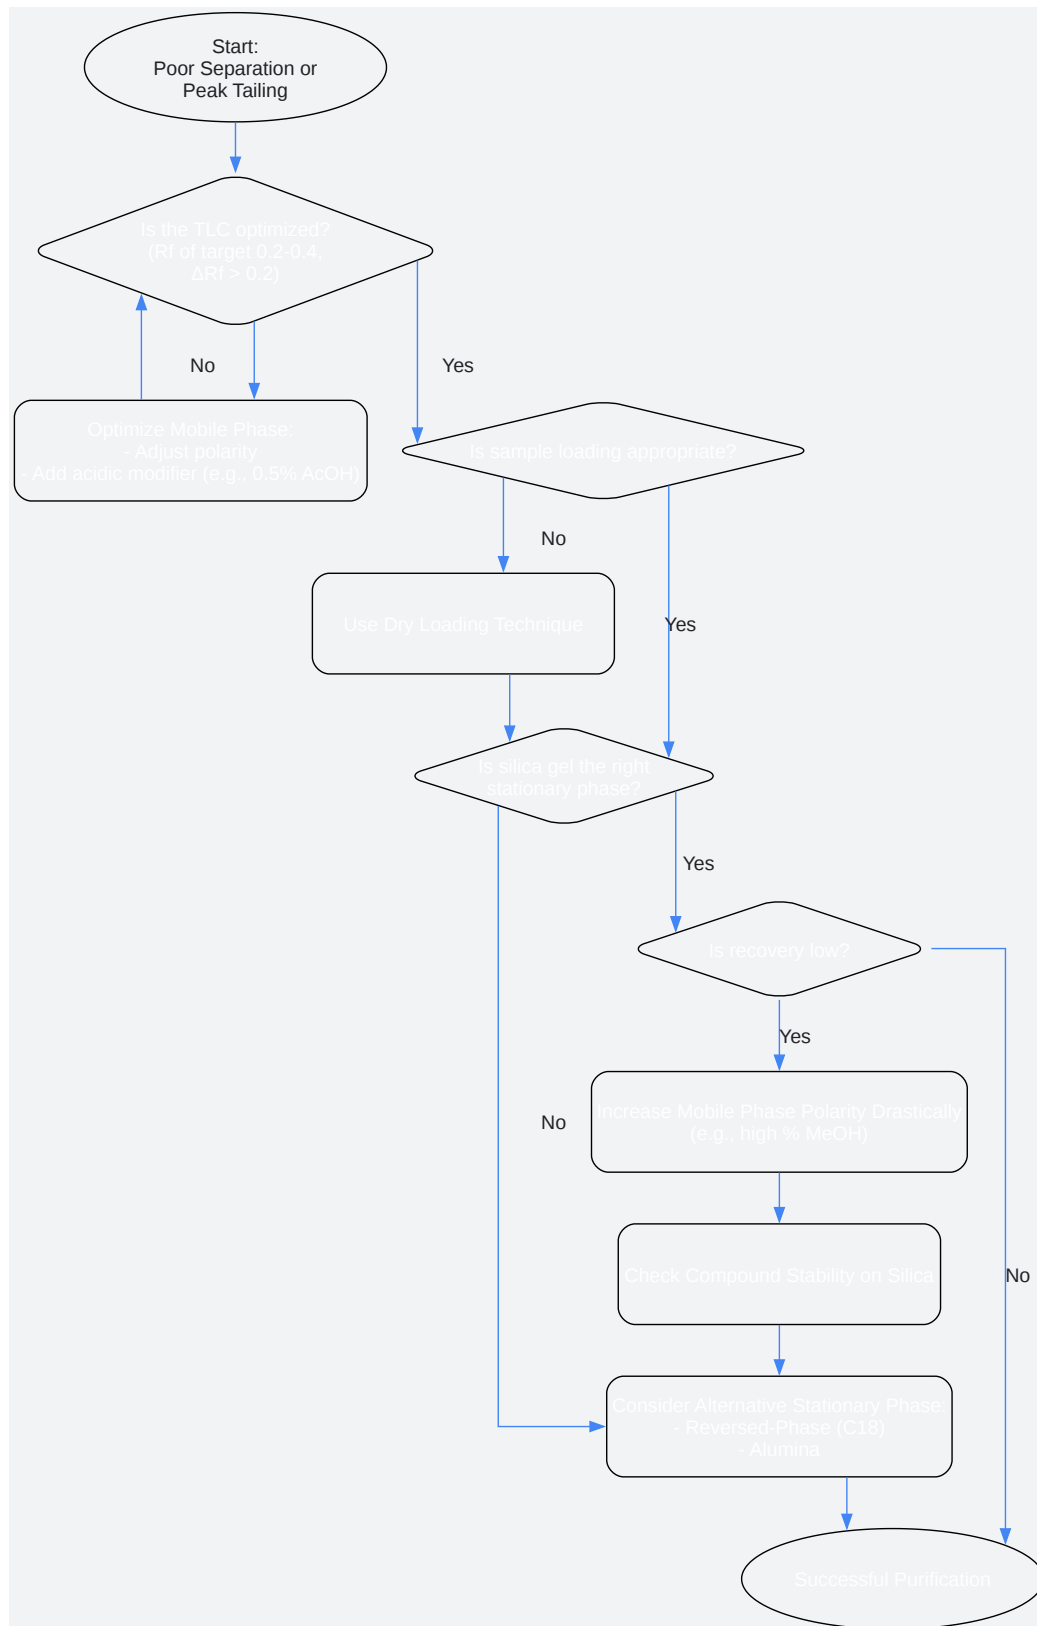 Start:
Poor Separation or
Peak Tailing
Is the TLC optimized?
(Rf of target 0.2-0.4,
ΔRf > 0.2)
No
Yes
Optimize Mobile Phase:
- Adjust polarity
- Add acidic modifier (e.g., 0.5% AcOH)
Is sample loading appropriate?
No
Use Dry Loading Technique
Yes
Is silica gel the right
stationary phase?
Yes
Is recovery low?
Yes
Increase Mobile Phase Polarity Drastically
(e.g., high % MeOH)
No
Check Compound Stability on Silica
No
Consider Alternative Stationary Phase:
- Reversed-Phase (C18)
- Alumina
Successful Purification